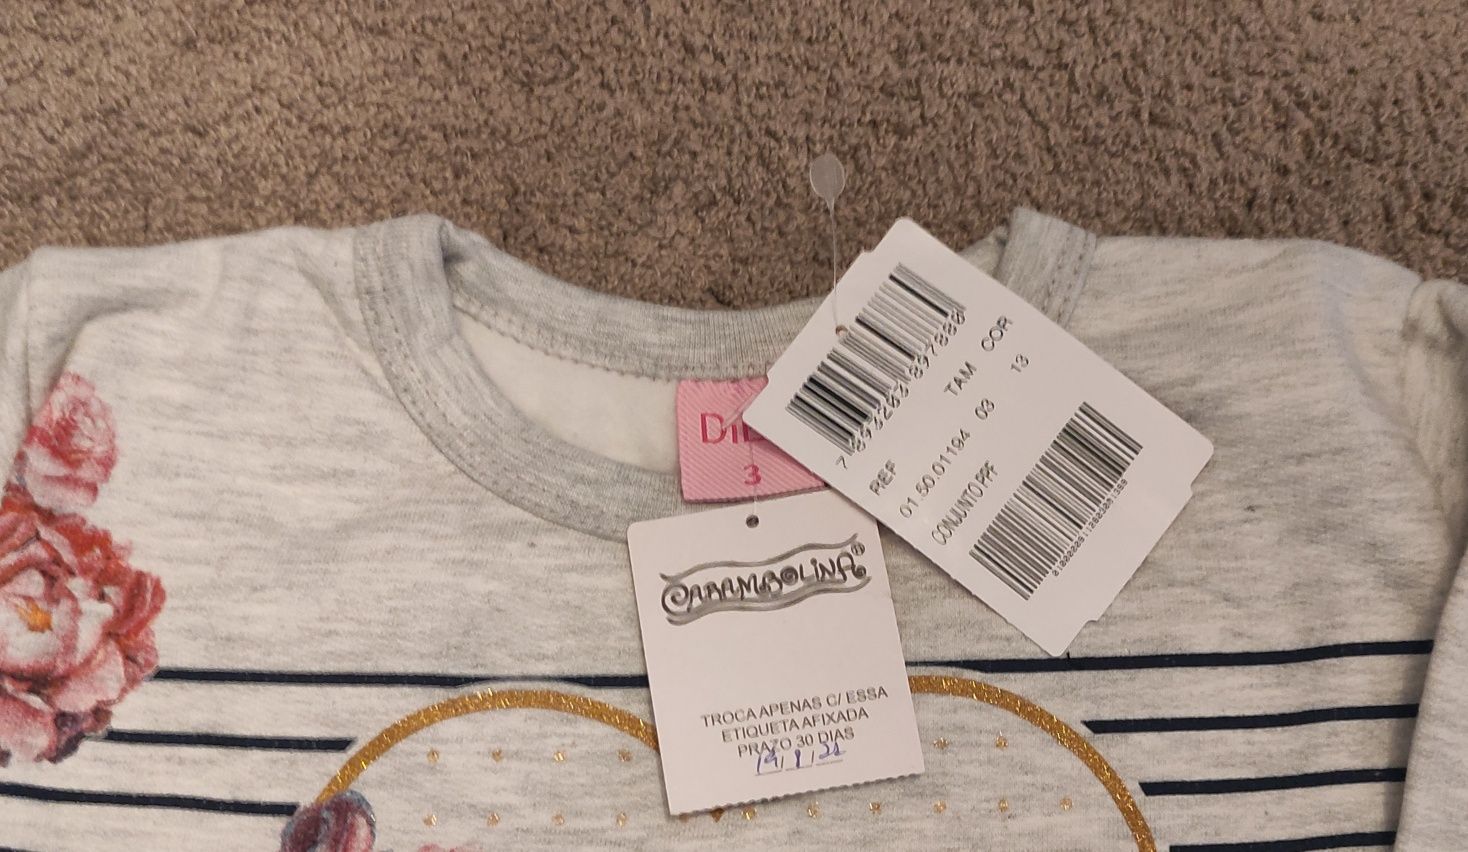 3
CARAMBOLINA®
TROCA APENAS C/ ESSA
ETIQUETA AFIXADA
PRAZO 30 DIAS
REF TAM COR
01.50.01194 03 13
CONJUNTO PPF